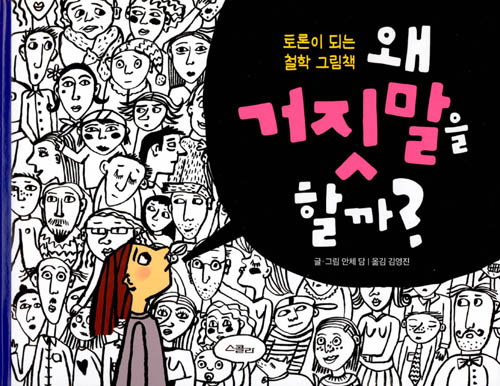 토론이 되는
철학 그림책
왜
거짓말을
할까?
글·그림 안체 담 | 옮김 김영진
스콜라